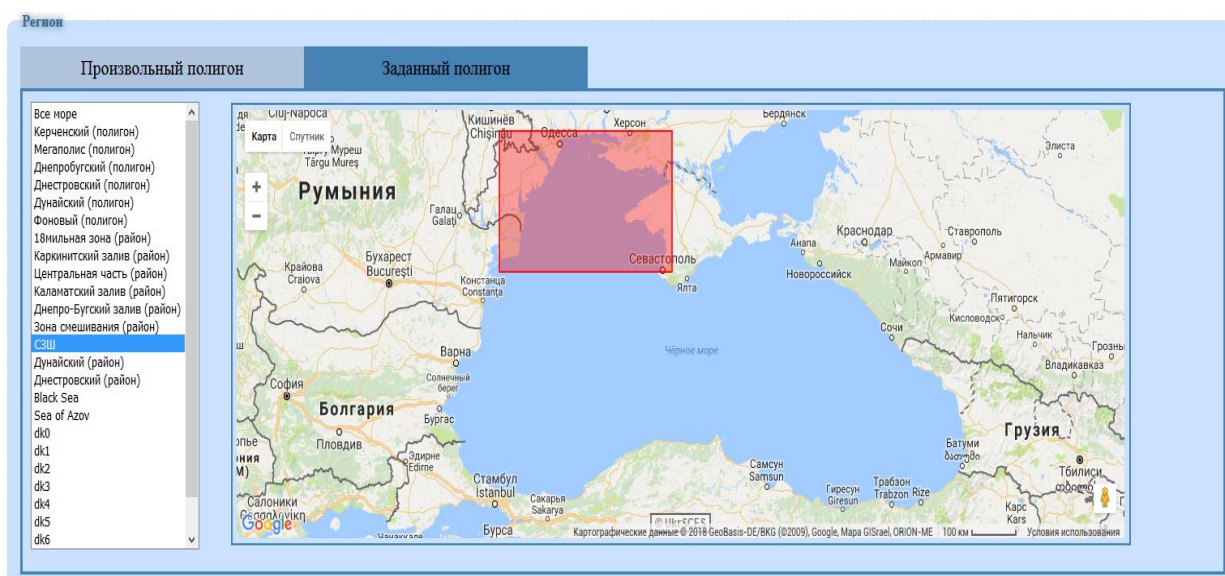 Регион
Произвольный полигон
Заданный полигон
Все море
Керченский (полигон)
Мегаполис (полигон)
Днепробугский (полигон)
Днестровский (полигон)
Дунайский (полигон)
Фоновый (полигон)
18мильная зона (район)
Каркинитский залив (район)
Центральная часть (район)
Каламатский залив (район)
Днепро-Бугский залив (район)
Зона смешивания (район)
СЗШ
Дунайский (район)
Днестровский (район)
Black Sea
Sea of Azov
dk0
dk1
dk2
dk3
dk4
dk5
dk6
Cluj-Napoca
Карта Спутник
Муреш
Târgu Mureș
Румыния
Кишинёв
Chișinău
Одесса
Херсон
Бердянск
Элиста
Галац
Galați
Бухарест
București
Крайова
Craiova
Констанца
Constanța
Севастополь
Ялта
Анапа
Краснодар
Ставрополь
Новороссийск
Майкоп
Армавир
Пятигорск
Кисловодск
Нальчик
Грозны
Сочи
Владикавказ
Варна
Чёрное море
София
Солнечный
берег
Болгария
Бургас
Пловдив
Эдирне
Edirne
Грузия
Батуми
ბათუმი
Тбилиси
Стамбул
İstanbul
Сакарья
Sakarya
Самсун
Samsun
Гиресун
Giresun
Трабзон
Trabzon
Rize
Карс
Kars
Салоники
Google
Бурса
© UkrSCES
Картографические данные © 2018 GeoBasis-DE/BKG (©2009), Google, Mapa GISrael, ORION-ME
100 км
Условия использования